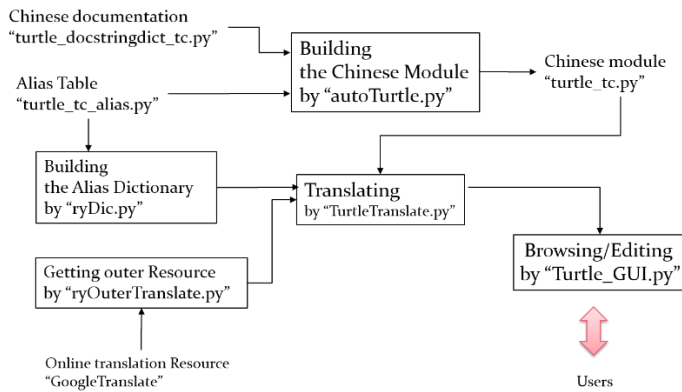 Chinese documentation
“turtle_docstringdict_tc.py”
Building
the Chinese Module
by “autoTurtle.py”
Chinese module
“turtle_tc.py”
Alias Table
“turtle_tc_alias.py”
Building
the Alias Dictionary
by “ryDic.py”
Translating
by “TurtleTranslate.py”
Browsing/Editing
by “Turtle_GUI.py”
Getting outer Resource
by “ryOuterTranslate.py”
Online translation Resource
“GoogleTranslate”
Users